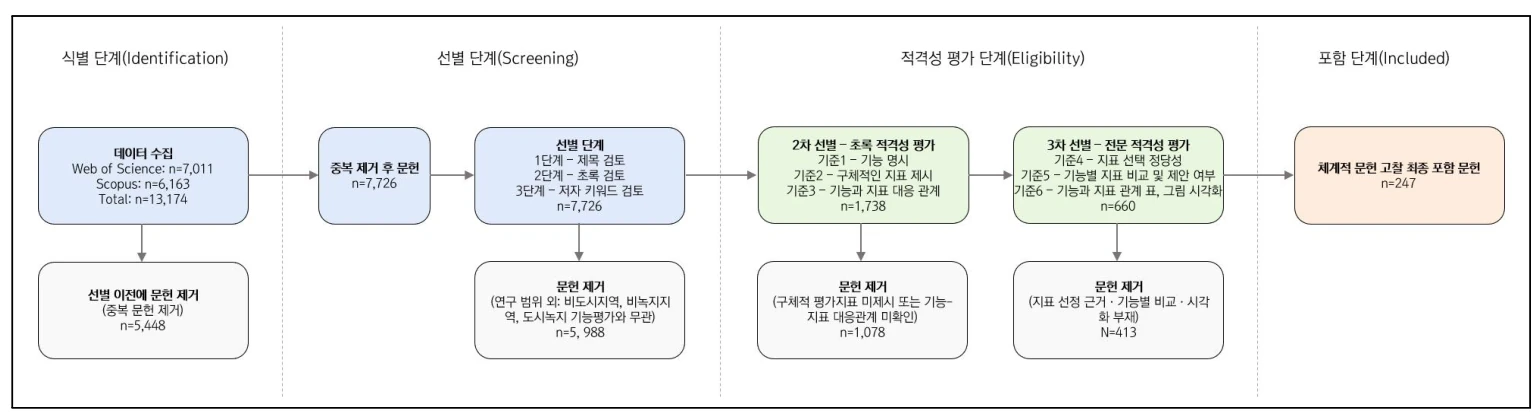 식별 단계(Identification)
선별 단계(Screening)
적격성 평가 단계(Eligibility)
포함 단계(Included)
데이터 수집
Web of Science: n=7,011
Scopus: n=6,163
Total: n=13,174
선별 이전에 문헌 제거
(중복 문헌 제거)
n=5,448
중복 제거 후 문헌
n=7,726
선별 단계
1단계 – 제목 검토
2단계 – 초록 검토
3단계 – 저자 키워드 검토
n=7,726
문헌 제거
(연구 범위 외: 비도시지역, 비녹지지
역, 도시녹지 기능평가와 무관)
n=5, 988
2차 선별 – 초록 적격성 평가
기준1 – 기능 명시
기준2 – 구체적인 지표 제시
기준3 – 기능과 지표 대응 관계
n=1,738
문헌 제거
(구체적 평가지표 미제시 또는 기능–
지표 대응관계 미확인)
n=1,078
3차 선별 – 전문 적격성 평가
기준4 – 지표 선택 정당성
기준5 – 기능별 지표 비교 및 제안 여부
기준6 – 기능과 지표 관계 표, 그림 시각화
n=660
문헌 제거
(지표 선정 근거 · 기능별 비교 · 시각
화 부재)
N=413
체계적 문헌 고찰 최종 포함 문헌
n=247